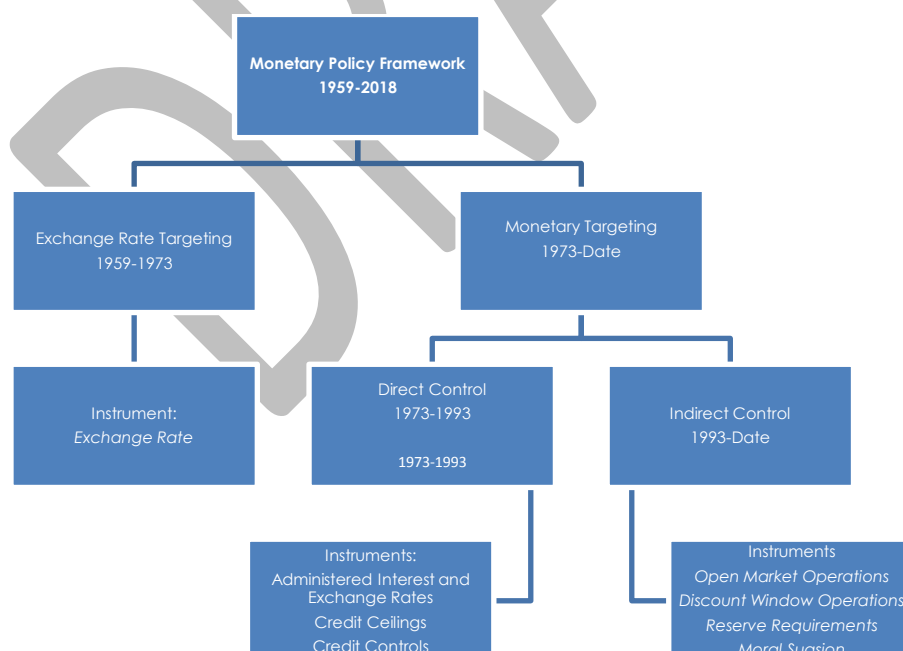 Monetary Policy Framework
1959-2018
Exchange Rate Targeting
1959-1973
Monetary Targeting
1973-Date
Instrument:
Exchange Rate
Direct Control
1973-1993
1973-1993
Indirect Control
1993-Date
Instruments:
Administered Interest and
Exchange Rates
Credit Ceilings
Credit Controls
Instruments
Open Market Operations
Discount Window Operations
Reserve Requirements
Moral Suasion